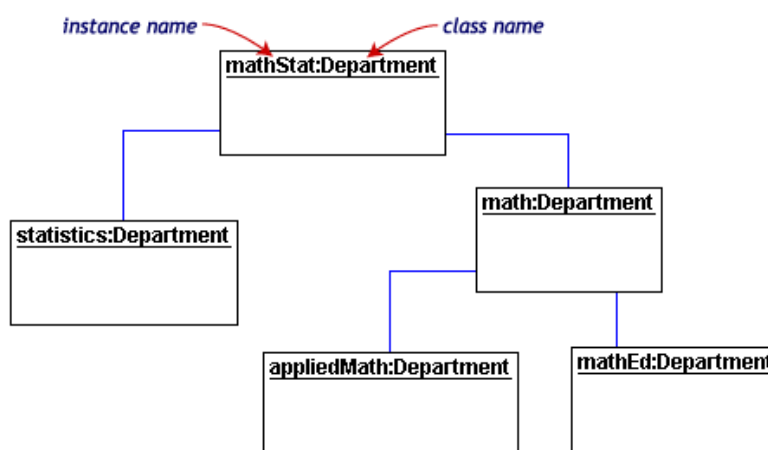 instance name
class name
mathStat:Department
math:Department
statistics:Department
appliedMath:Department
mathEd:Department